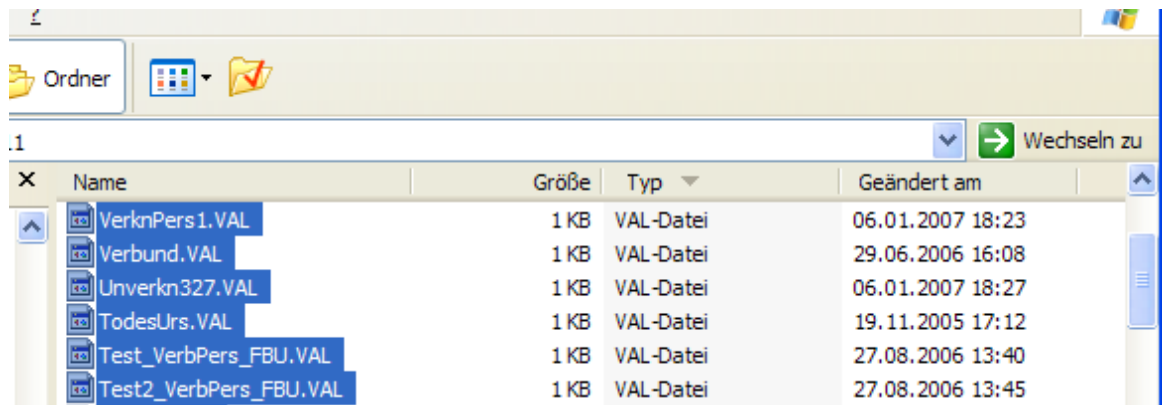 ?
Ordner
1 Wechseln zu
Name Größe Typ Geändert am
VerknPers1.VAL 1 KB VAL-Datei 06.01.2007 18:23
Verbund.VAL 1 KB VAL-Datei 29.06.2006 16:08
Unverkn327.VAL 1 KB VAL-Datei 06.01.2007 18:27
TodesUrs.VAL 1 KB VAL-Datei 19.11.2005 17:12
Test_VerbPers_FBU.VAL 1 KB VAL-Datei 27.08.2006 13:40
Test2_VerbPers_FBU.VAL 1 KB VAL-Datei 27.08.2006 13:45